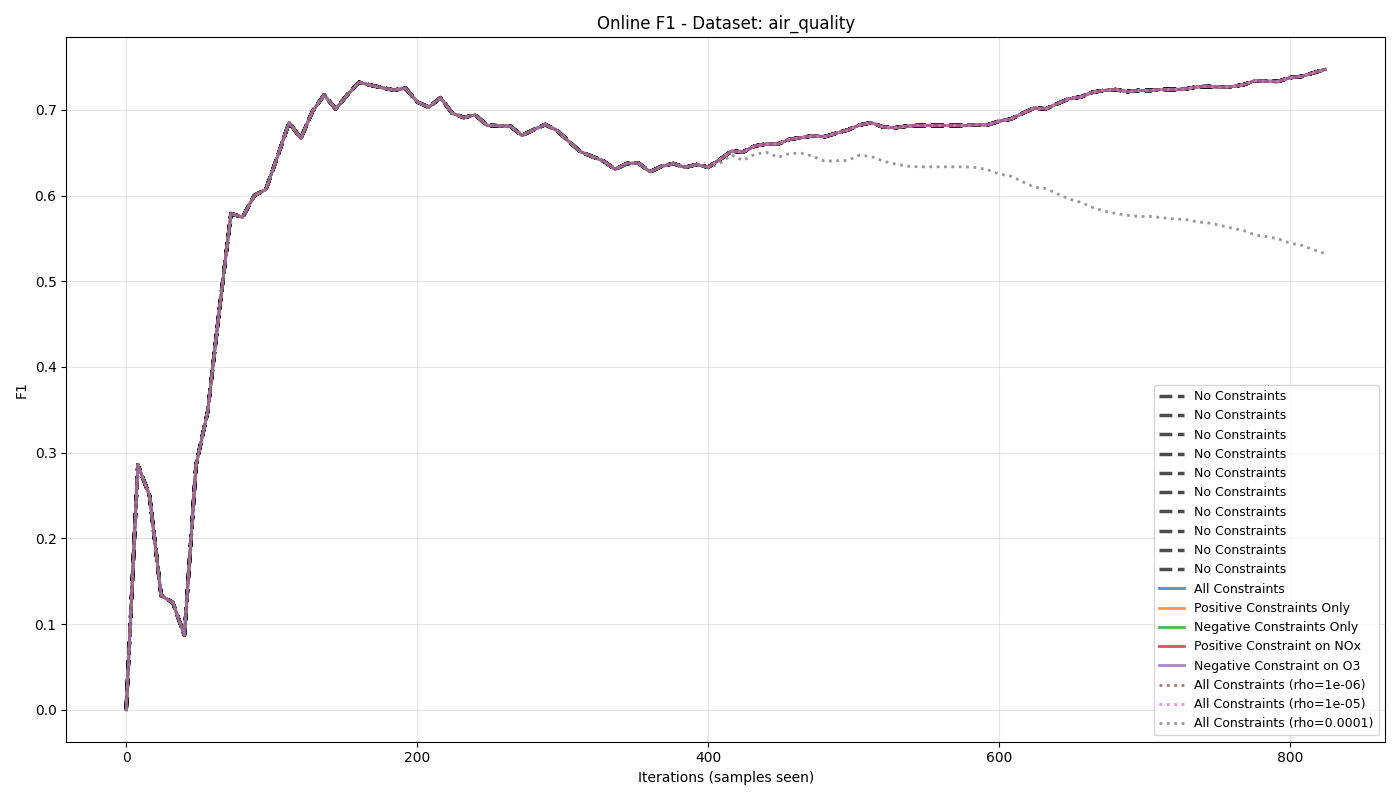 Online F1 - Dataset: air_quality
F1
0.7
0.6
0.5
0.4
0.3
0.2
0.1
0.0
0
200
400
600
800
Iterations (samples seen)
No Constraints
No Constraints
No Constraints
No Constraints
No Constraints
No Constraints
No Constraints
No Constraints
No Constraints
No Constraints
All Constraints
Positive Constraints Only
Negative Constraints Only
Positive Constraint on NOx
Negative Constraint on O3
All Constraints (rho=1e-06)
All Constraints (rho=1e-05)
All Constraints (rho=0.0001)